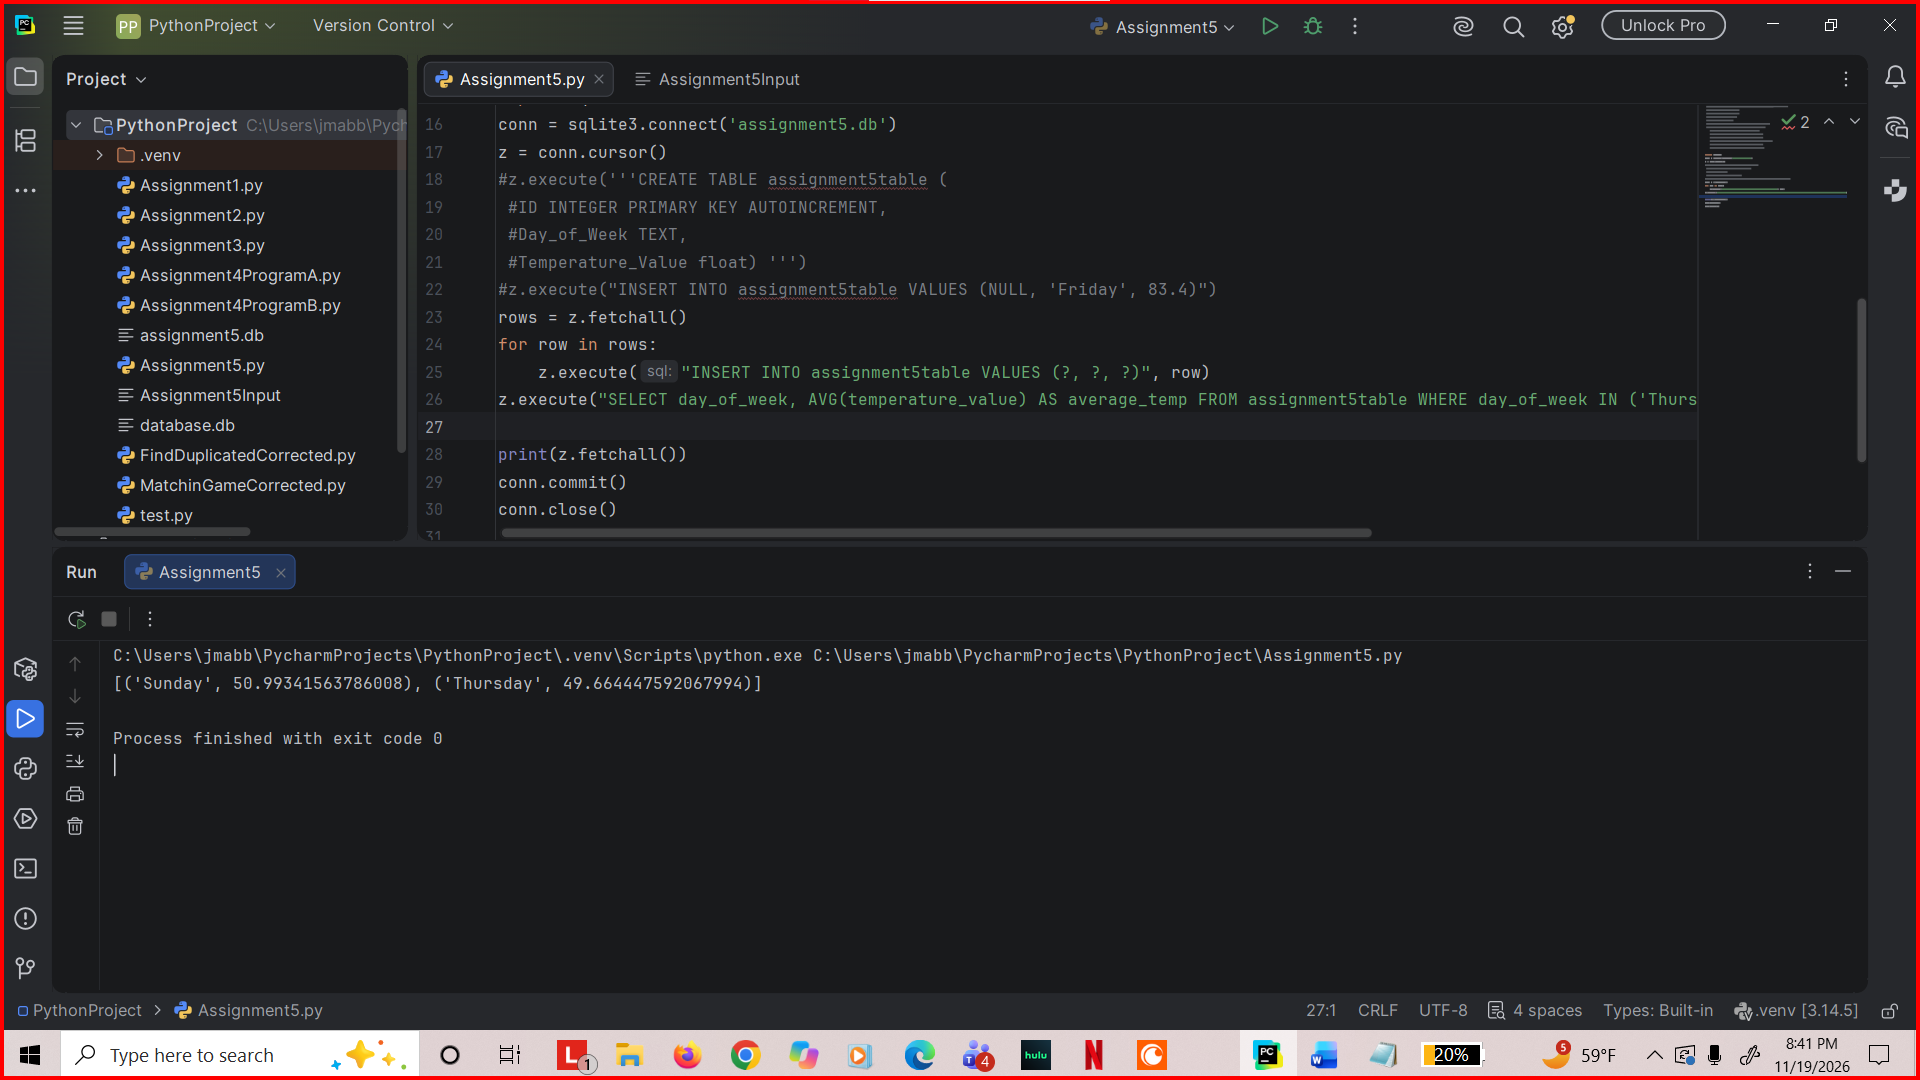 PC
PP PythonProject
Version Control
Assignment5
Unlock Pro
Project
PythonProject C:\Users\jmabb\Pych
.venv
Assignment1.py
Assignment2.py
Assignment3.py
Assignment4ProgramA.py
Assignment4ProgramB.py
assignment5.db
Assignment5.py
Assignment5Input
database.db
FindDuplicatedCorrected.py
MatchinGameCorrected.py
test.py
Assignment5.py
Assignment5Input
2
16 conn = sqlite3.connect('assignment5.db')
17 z = conn.cursor()
18 #z.execute('''CREATE TABLE assignment5table (
19 #ID INTEGER PRIMARY KEY AUTOINCREMENT,
20 #Day_of_Week TEXT,
21 #Temperature_Value float) ''')
22 #z.execute("INSERT INTO assignment5table VALUES (NULL, 'Friday', 83.4)")
23 rows = z.fetchall()
24 for row in rows:
25 z.execute( sql: "INSERT INTO assignment5table VALUES (?, ?, ?)", row)
26 z.execute("SELECT day_of_week, AVG(temperature_value) AS average_temp FROM assignment5table WHERE day_of_week IN ('Thurs
27
28 print(z.fetchall())
29 conn.commit()
30 conn.close()
31
Run
Assignment5
C:\Users\jmabb\PycharmProjects\PythonProject\.venv\Scripts\python.exe C:\Users\jmabb\PycharmProjects\PythonProject\Assignment5.py
[('Sunday', 50.99341563786008), ('Thursday', 49.664447592067994)]
Process finished with exit code 0
PythonProject > Assignment5.py
27:1 CRLF UTF-8 4 spaces Types: Built-in .venv [3.14.5]
Type here to search
L 1
T 4
hulu
N
PC
W
20%
5
59°F
8:41 PM
11/19/2026